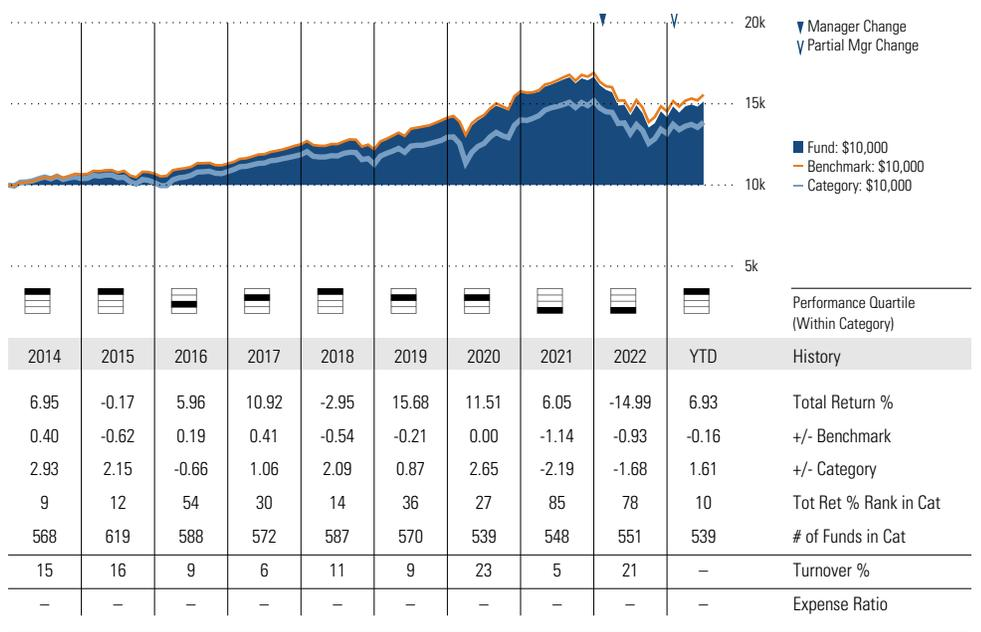 20k
Manager Change
Partial Mgr Change
15k
Fund: $10,000
Benchmark: $10,000
Category: $10,000
10k
5k
Performance Quartile
(Within Category)
2014 2015 2016 2017 2018 2019 2020 2021 2022 YTD History
6.95 -0.17 5.96 10.92 -2.95 15.68 11.51 6.05 -14.99 6.93 Total Return %
0.40 -0.62 0.19 0.41 -0.54 -0.21 0.00 -1.14 -0.93 -0.16 +/- Benchmark
2.93 2.15 -0.66 1.06 2.09 0.87 2.65 -2.19 -1.68 1.61 +/- Category
9 12 54 30 14 36 27 85 78 10 Tot Ret % Rank in Cat
568 619 588 572 587 570 539 548 551 539 # of Funds in Cat
15 16 9 6 11 9 23 5 21 – Turnover %
– – – – – – – – – – Expense Ratio